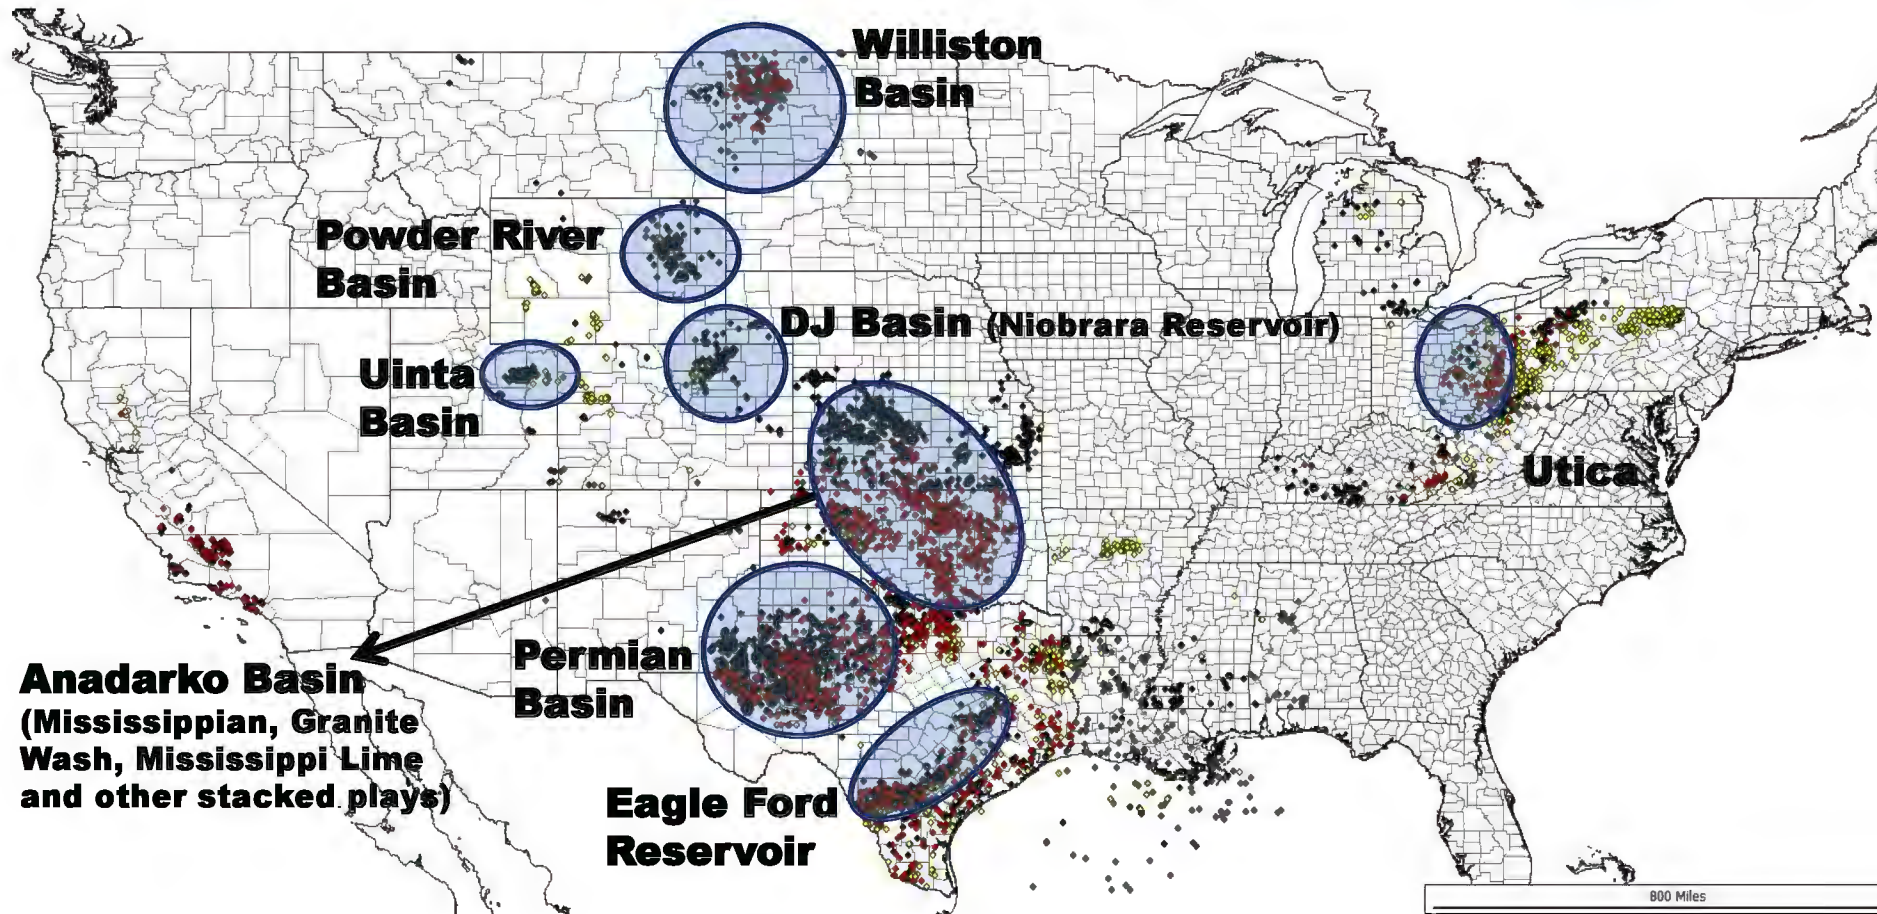 Williston
Basin
Powder River
Basin
DJ Basin (Niobrara Reservoir)
Uinta
Basin
Utica
Permian
Basin
Anadarko Basin
(Mississippian, Granite
Wash, Mississippi Lime
and other stacked plays)
Eagle Ford
Reservoir
800 Miles